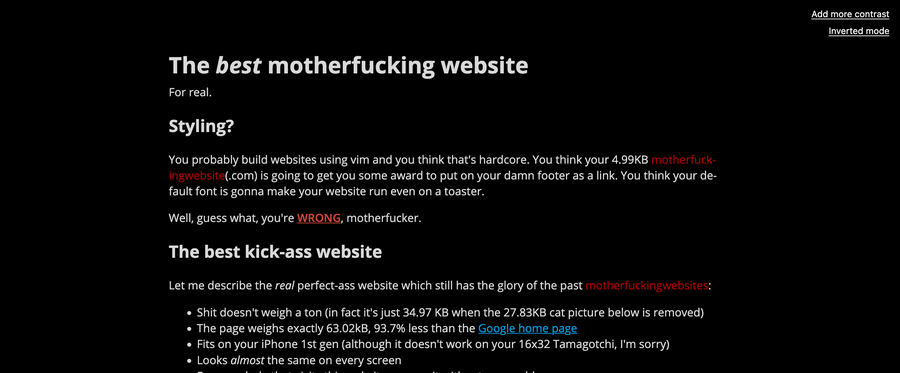 Add more contrast
Inverted mode
The best motherfucking website
For real.
Styling?
You probably build websites using vim and you think that's hardcore. You think your 4.99KB motherfuck-
ingwebsite(.com) is going to get you some award to put on your damn footer as a link. You think your de-
fault font is gonna make your website run even on a toaster.
Well, guess what, you're WRONG, motherfucker.
The best kick-ass website
Let me describe the real perfect-ass website which still has the glory of the past motherfuckingwebsites:
• Shit doesn't weigh a ton (in fact it's just 34.97 KB when the 27.83KB cat picture below is removed)
• The page weighs exactly 63.02kB, 93.7% less than the Google home page
• Fits on your iPhone 1st gen (although it doesn't work on your 16x32 Tamagotchi, I'm sorry)
• Looks almost the same on every screen